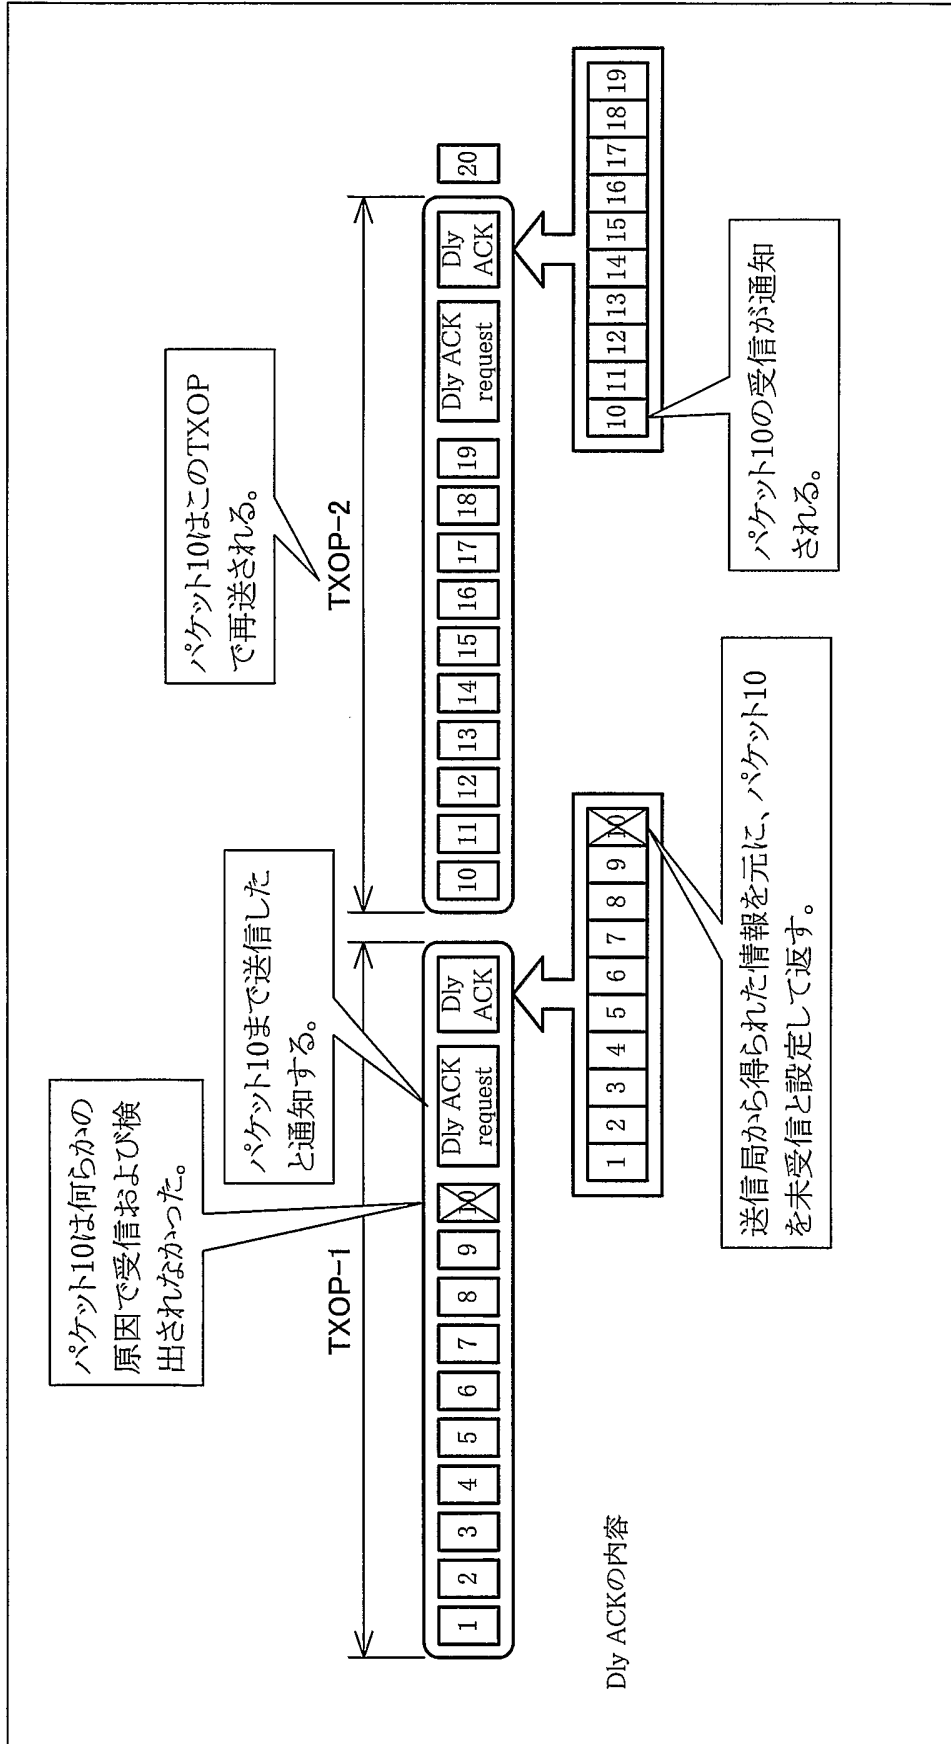 パケット10は何らかの
原因で受信および検
出されなかった。
パケット10まで送信した
と通知する。
パケット10はこのTXOP
で再送される。
TXOP-1
TXOP-2
1 2 3 4 5 6 7 8 9 10 Dly ACK request Dly ACK
10 11 12 13 14 15 16 17 18 19 Dly ACK request Dly ACK 20
Dly ACKの内容
1 2 3 4 5 6 7 8 9 10
10 11 12 13 14 15 16 17 18 19
送信局から得られた情報を元に、パケット10
を未受信と設定して返す。
パケット10の受信が通知
される。